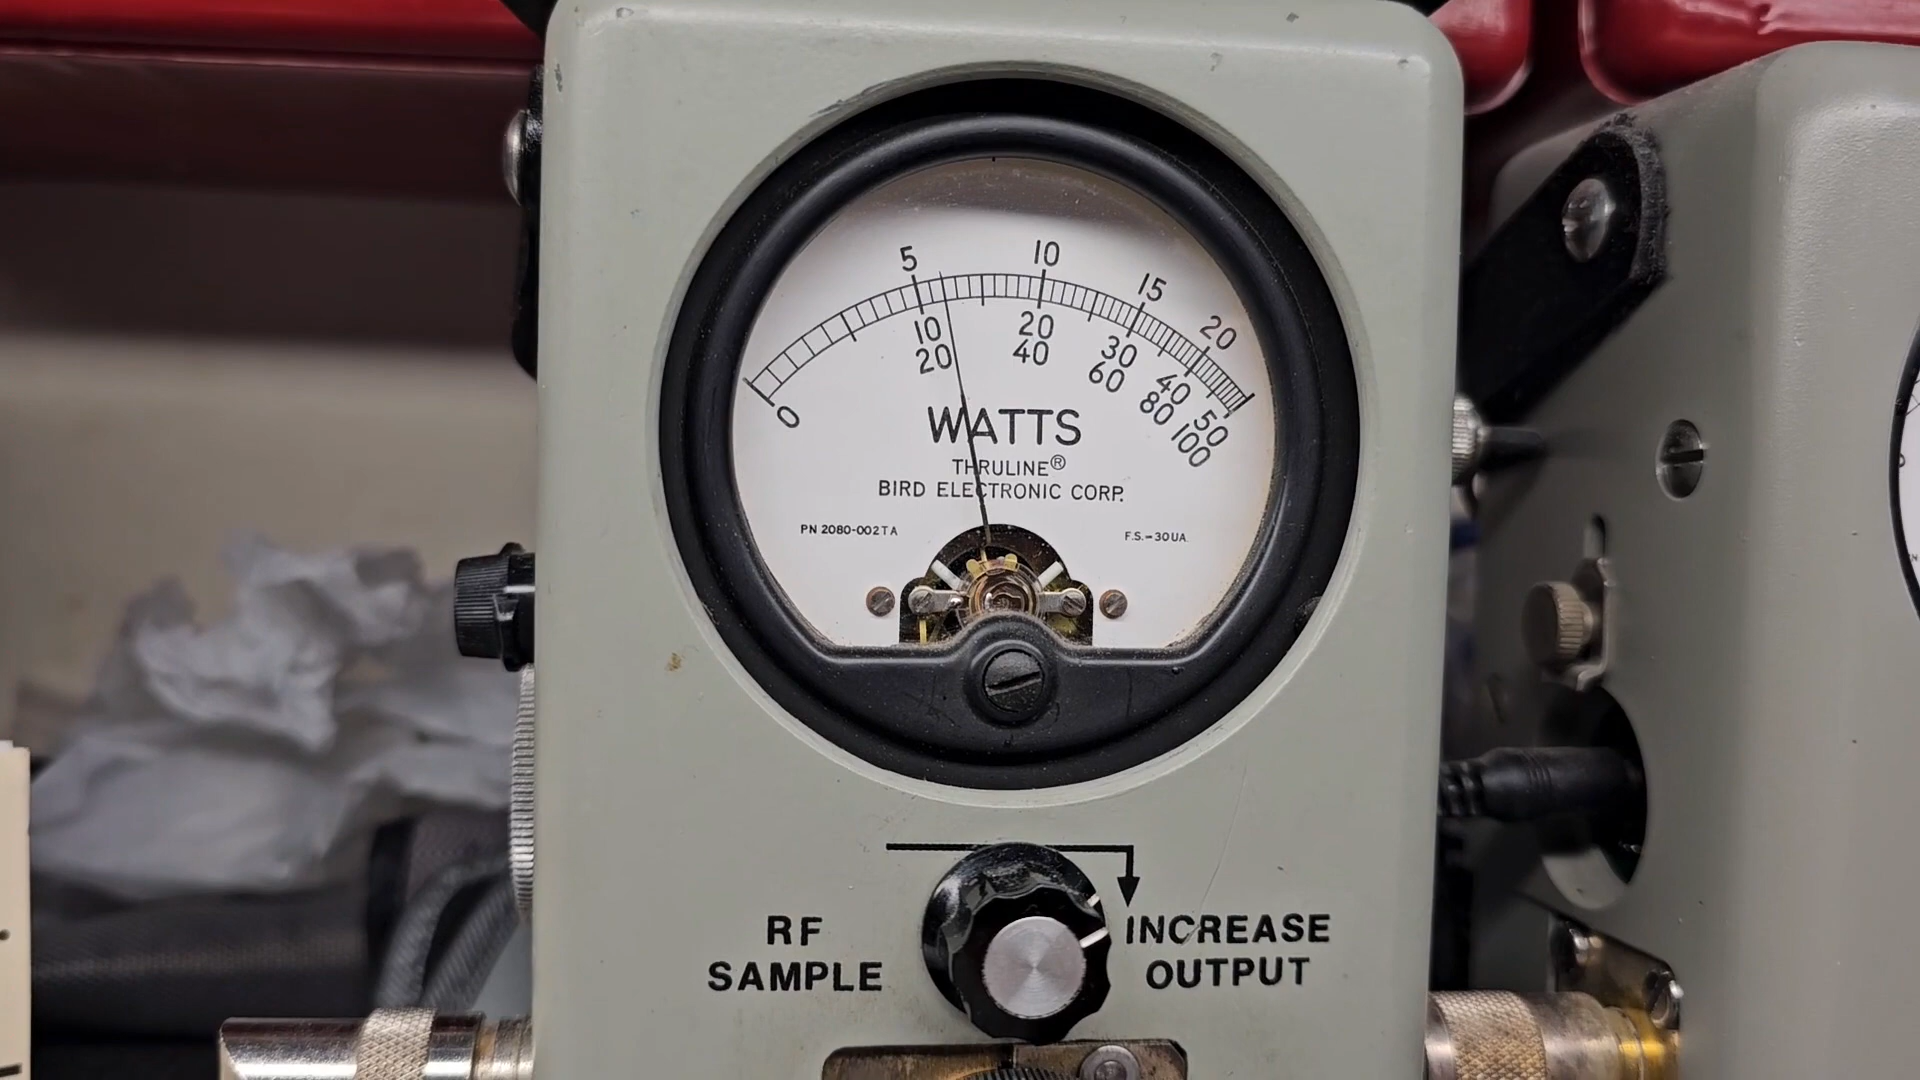 5 10 15 20
10 20 30 40 50
0 20 40 60 80 100
WATTS
THRULINE®
BIRD ELECTRONIC CORP.
PN 2080-002TA F.S.=30UA.
RF
SAMPLE
INCREASE
OUTPUT